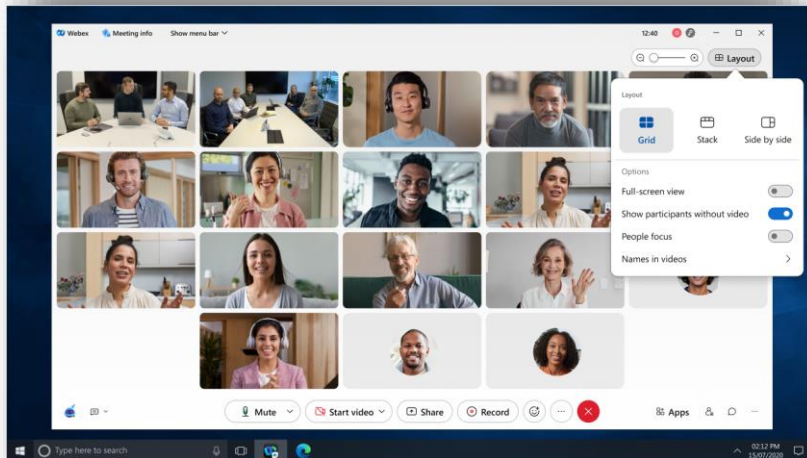 Webex Meeting info Show menu bar 12:40
Layout
Layout
Grid Stack Side by side
Options
Full-screen view
Show participants without video
People focus
Names in videos
Mute Start video Share Record Apps
Type here to search
02:12 PM
15/07/2020